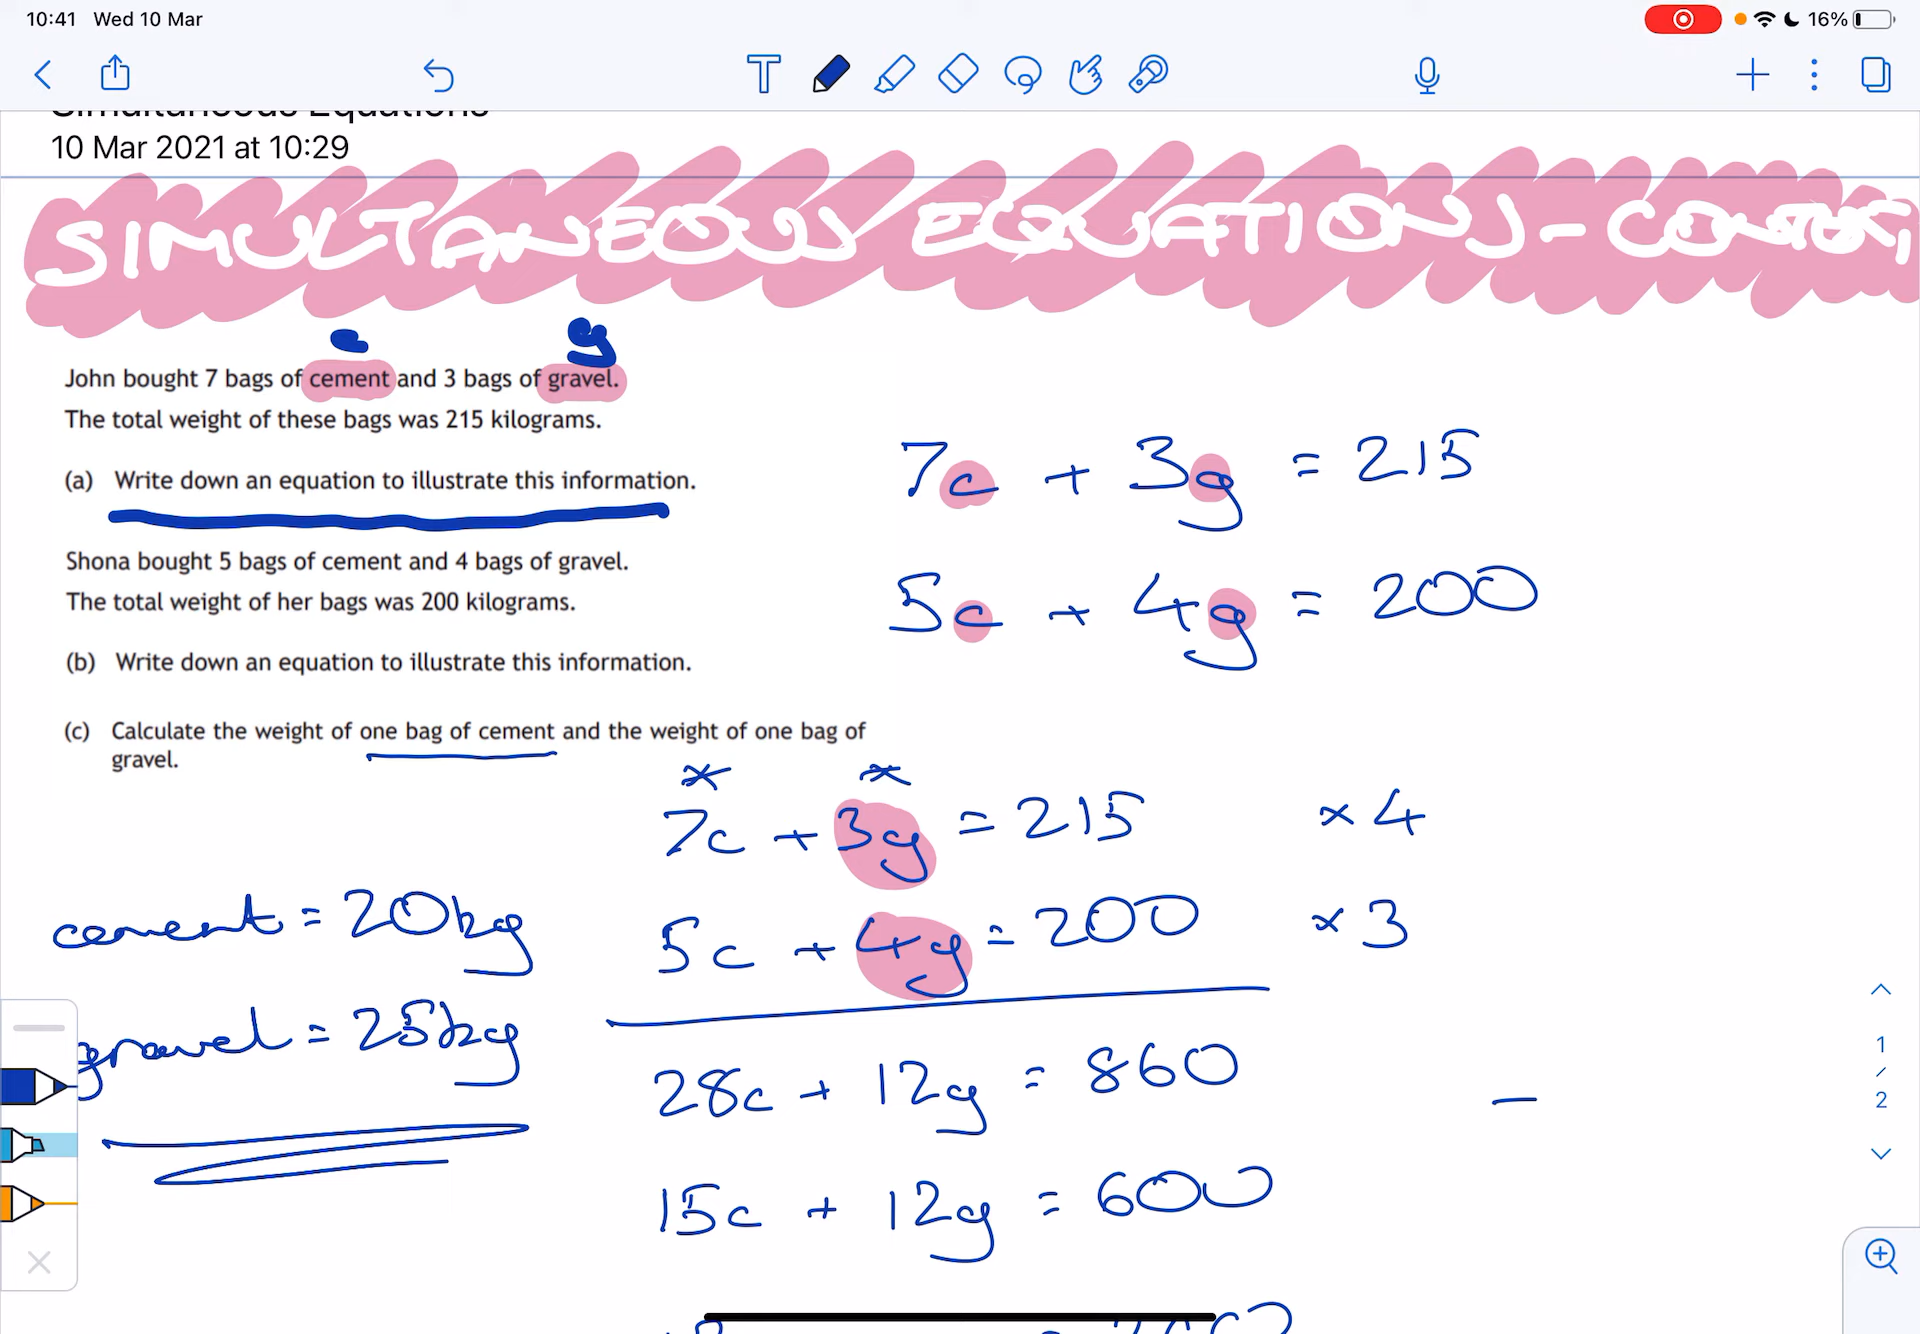 10:41 Wed 10 Mar
16%
Simultaneous Equations
10 Mar 2021 at 10:29
SIMULTANEOUS EQUATIONS -
c g
John bought 7 bags of cement and 3 bags of gravel.
The total weight of these bags was 215 kilograms.
(a) Write down an equation to illustrate this information.
7c + 3g = 215
Shona bought 5 bags of cement and 4 bags of gravel.
The total weight of her bags was 200 kilograms.
5c + 4g = 200
(b) Write down an equation to illustrate this information.
(c) Calculate the weight of one bag of cement and the weight of one bag of
gravel.
* *
7c + 3g = 215 × 4
5c + 4g = 200 × 3
cement = 20kg
gravel = 25kg
28c + 12g = 860 −
15c + 12g = 600
1
/
2